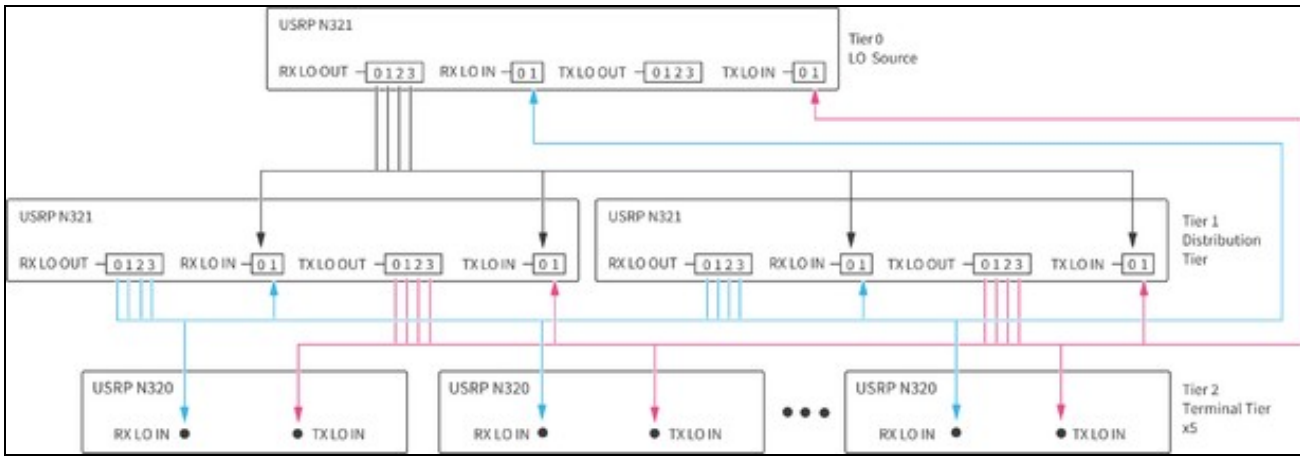 USRP N321
Tier 0
LO Source
RX LO OUT 0 1 2 3 RX LO IN 0 1 TX LO OUT 0 1 2 3 TX LO IN 0 1
USRP N321 USRP N321
Tier 1
Distribution
Tier
RX LO OUT 0 1 2 3 RX LO IN 0 1 TX LO OUT 0 1 2 3 TX LO IN 0 1 RX LO OUT 0 1 2 3 RX LO IN 0 1 TX LO OUT 0 1 2 3 TX LO IN 0 1
USRP N320 USRP N320 USRP N320
Tier 2
Terminal Tier
x5
RX LO IN TX LO IN RX LO IN TX LO IN RX LO IN TX LO IN